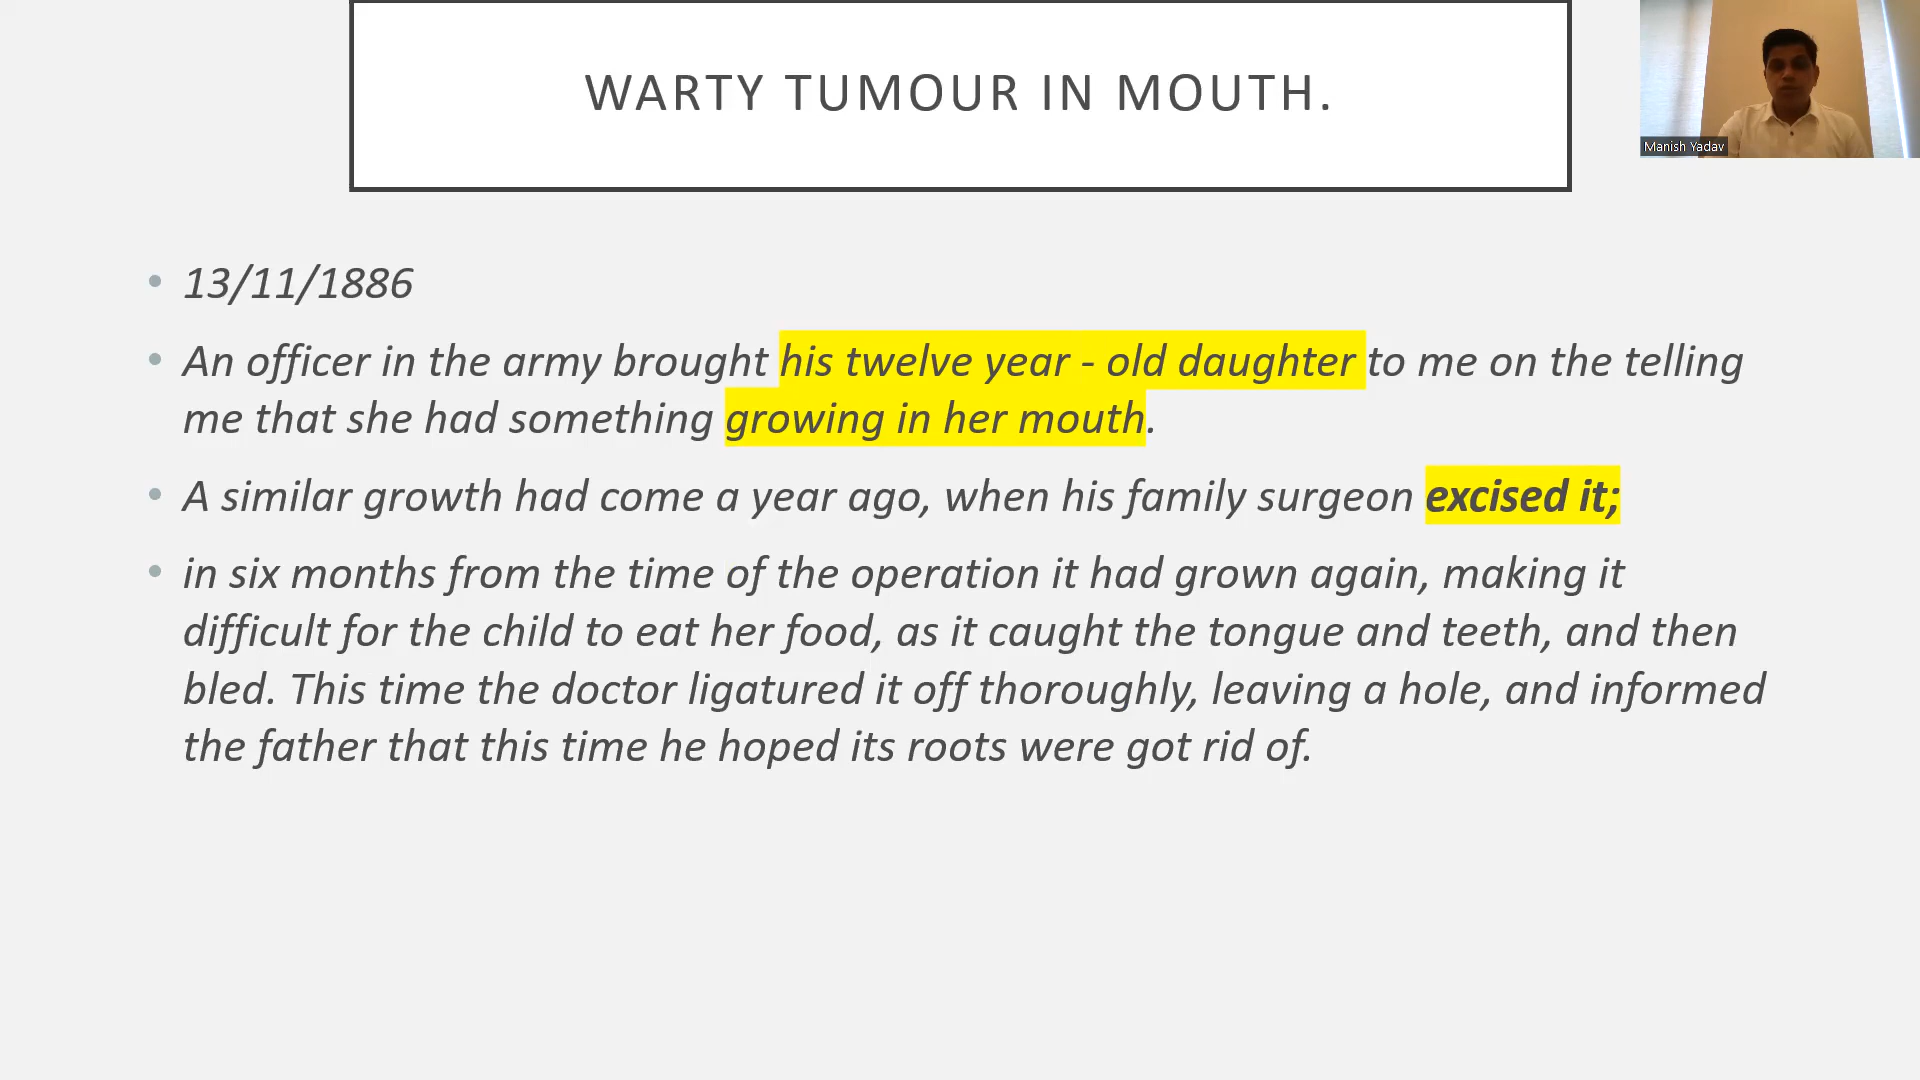 WARTY TUMOUR IN MOUTH.
Manish Yadav
• 13/11/1886
• An officer in the army brought his twelve year - old daughter to me on the telling
me that she had something growing in her mouth.
• A similar growth had come a year ago, when his family surgeon excised it;
• in six months from the time of the operation it had grown again, making it
difficult for the child to eat her food, as it caught the tongue and teeth, and then
bled. This time the doctor ligatured it off thoroughly, leaving a hole, and informed
the father that this time he hoped its roots were got rid of.